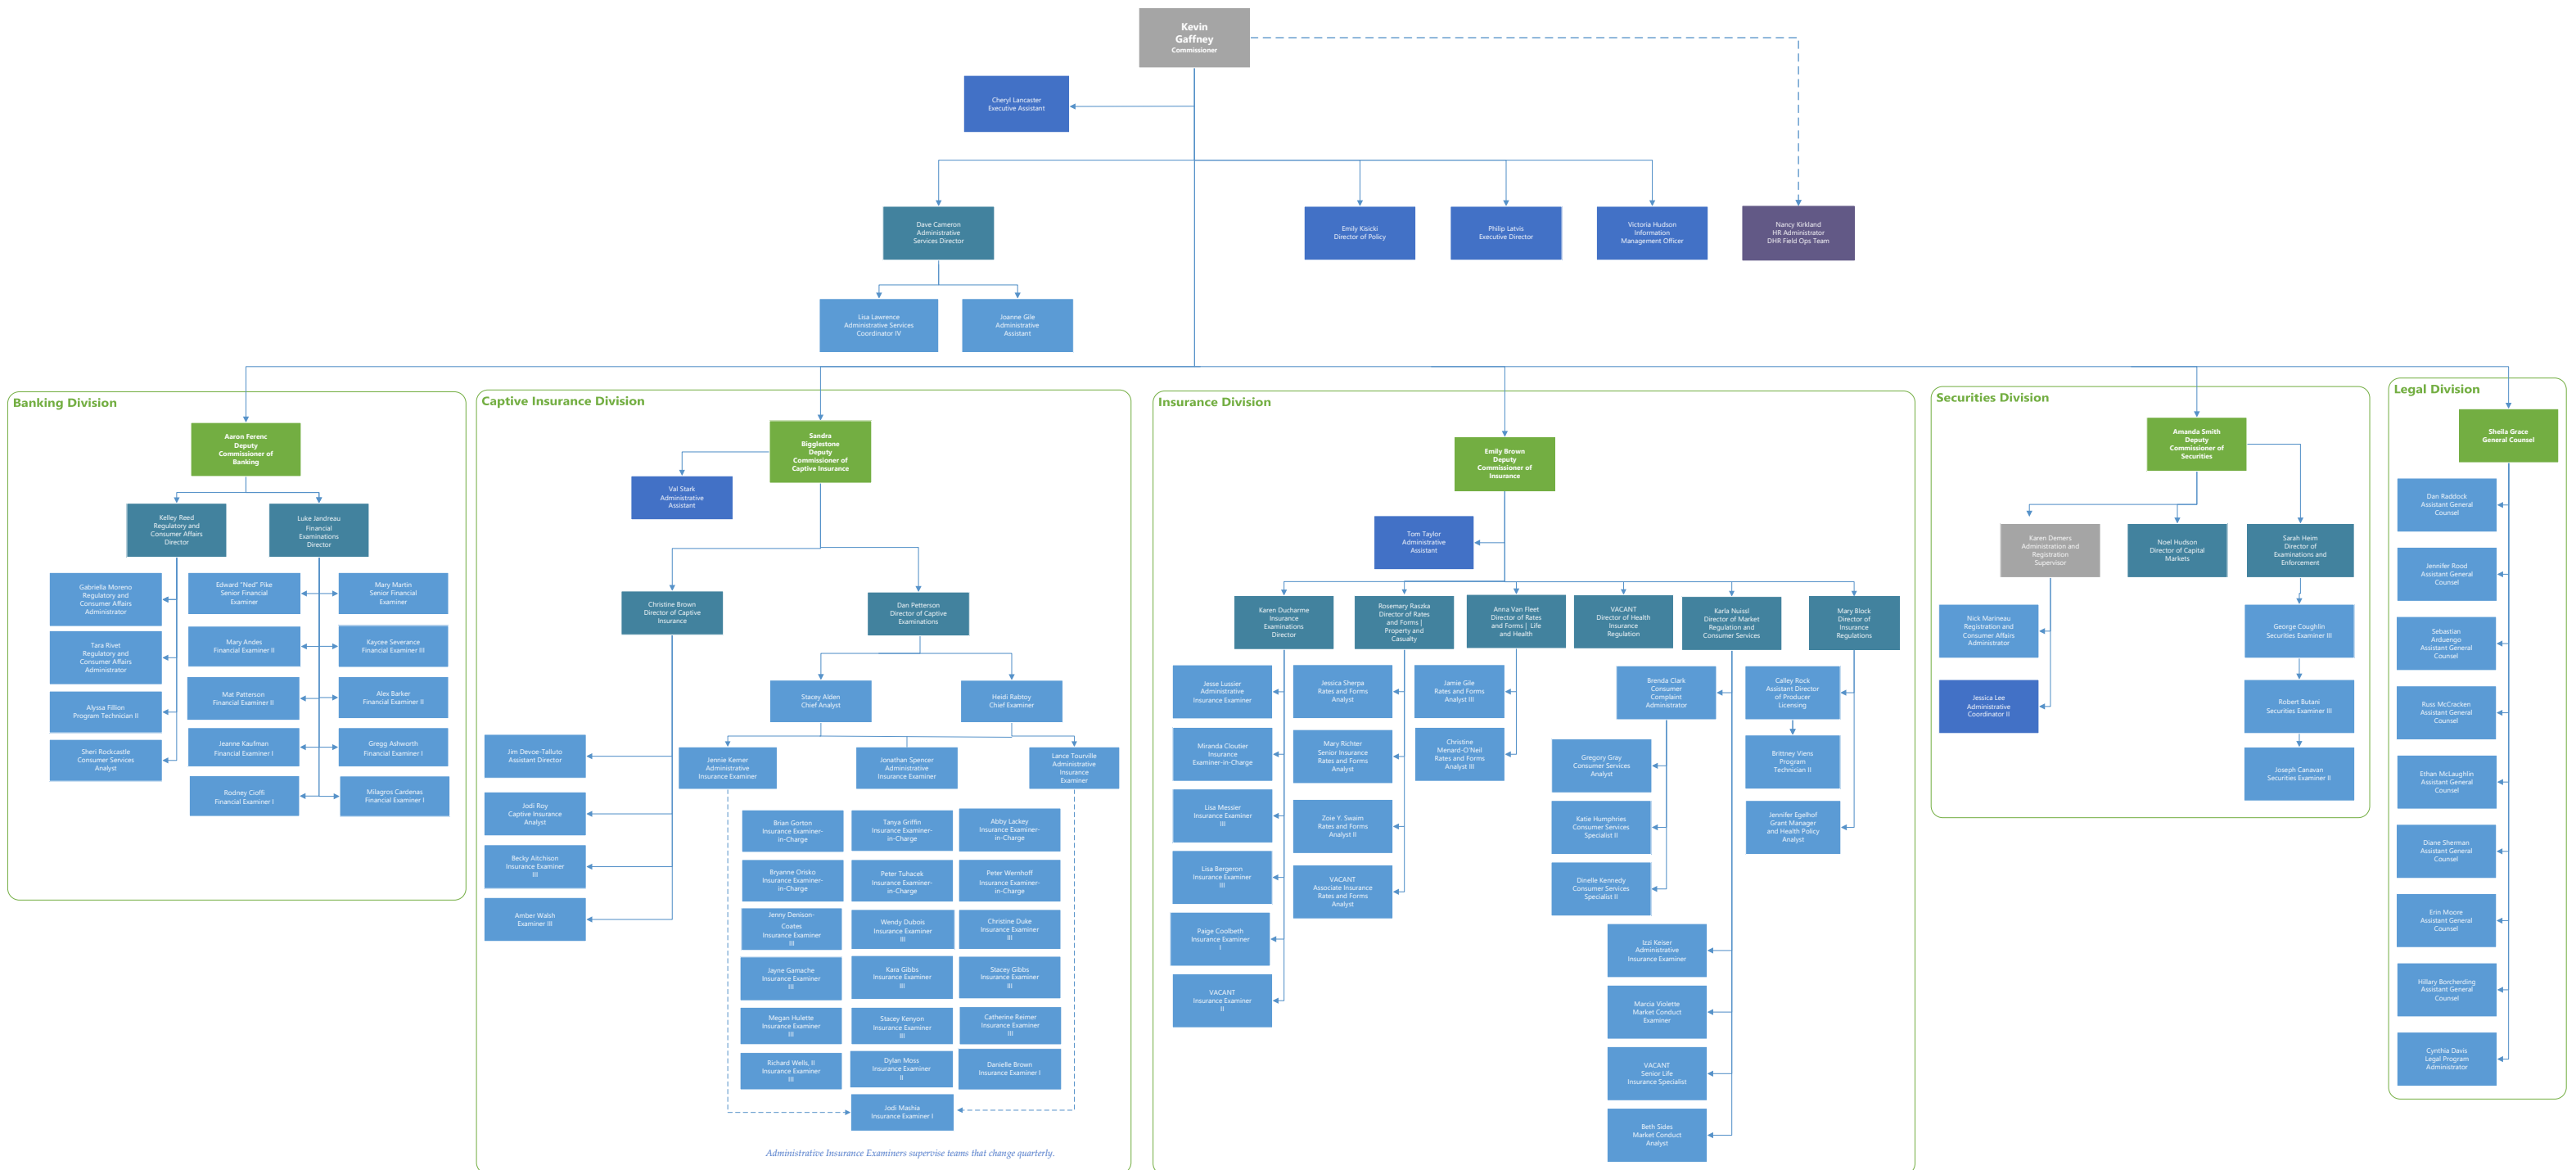 Kevin
Gaffney
Commissioner
Cheryl Lancaster
Executive Assistant
Dave Cameron
Administrative
Services Director
Emily Kisicki
Director of Policy
Philip Latvis
Executive Director
Victoria Hudson
Information
Management Officer
Nancy Kirkland
HR Administrator
DHR Field Ops Team
Lisa Lawrence
Administrative Services
Coordinator IV
Joanne Gile
Administrative
Assistant
Banking Division
Aaron Ferenc
Deputy
Commissioner of
Banking
Kelley Reed
Regulatory and
Consumer Affairs
Director
Luke Jandreau
Financial
Examinations
Director
Gabriella Moreno
Regulatory and
Consumer Affairs
Administrator
Tara Rivet
Regulatory and
Consumer Affairs
Administrator
Alyssa Fillion
Program Technician II
Sheri Rockcastle
Consumer Services
Analyst
Edward "Ned" Pike
Senior Financial
Examiner
Mary Andes
Financial Examiner II
Mat Patterson
Financial Examiner II
Jeanne Kaufman
Financial Examiner I
Rodney Cioffi
Financial Examiner I
Mary Martin
Senior Financial
Examiner
Kaycee Severance
Financial Examiner III
Alex Barker
Financial Examiner II
Gregg Ashworth
Financial Examiner I
Milagros Cardenas
Financial Examiner I
Captive Insurance Division
Sandra
Bigglestone
Deputy
Commissioner of
Captive Insurance
Val Stark
Administrative
Assistant
Christine Brown
Director of Captive
Insurance
Dan Petterson
Director of Captive
Examinations
Stacey Alden
Chief Analyst
Heidi Rabtoy
Chief Examiner
Jim Devoe-Talluto
Assistant Director
Jodi Roy
Captive Insurance
Analyst
Becky Aitchison
Insurance Examiner
III
Amber Walsh
Examiner III
Jennie Kerner
Administrative
Insurance Examiner
Jonathan Spencer
Administrative
Insurance Examiner
Lance Tourville
Administrative
Insurance
Examiner
Brian Gorton
Insurance Examiner-
in-Charge
Tanya Griffin
Insurance Examiner-
in-Charge
Abby Lackey
Insurance Examiner-
in-Charge
Bryanne Orisko
Insurance Examiner-
in-Charge
Peter Tuhacek
Insurance Examiner-
in-Charge
Peter Wernhoff
Insurance Examiner-
in-Charge
Jenny Denison-
Coates
Insurance Examiner
III
Wendy Dubois
Insurance Examiner
III
Christine Duke
Insurance Examiner
III
Jayne Gamache
Insurance Examiner
III
Kara Gibbs
Insurance Examiner
III
Stacey Gibbs
Insurance Examiner
III
Megan Hulette
Insurance Examiner
III
Stacey Kenyon
Insurance Examiner
III
Catherine Reimer
Insurance Examiner
III
Richard Wells, II
Insurance Examiner
III
Dylan Moss
Insurance Examiner
II
Danielle Brown
Insurance Examiner I
Jodi Mashia
Insurance Examiner I
Administrative Insurance Examiners supervise teams that change quarterly.
Insurance Division
Emily Brown
Deputy
Commissioner of
Insurance
Tom Taylor
Administrative
Assistant
Karen Ducharme
Insurance
Examinations
Director
Rosemary Raszka
Director of Rates
and Forms |
Property and
Casualty
Anna Van Fleet
Director of Rates
and Forms | Life
and Health
VACANT
Director of Health
Insurance
Regulation
Karla Nuissl
Director of Market
Regulation and
Consumer Services
Mary Block
Director of
Insurance
Regulations
Jesse Lussier
Administrative
Insurance Examiner
Miranda Cloutier
Insurance
Examiner-in-Charge
Lisa Messier
Insurance Examiner
III
Lisa Bergeron
Insurance Examiner
III
Paige Coolbeth
Insurance Examiner
I
VACANT
Insurance Examiner
II
Jessica Sherpa
Rates and Forms
Analyst
Mary Richter
Senior Insurance
Rates and Forms
Analyst
Zoie Y. Swaim
Rates and Forms
Analyst II
VACANT
Associate Insurance
Rates and Forms
Analyst
Jamie Gile
Rates and Forms
Analyst III
Christine
Menard-O'Neil
Rates and Forms
Analyst III
Brenda Clark
Consumer
Complaint
Administrator
Gregory Gray
Consumer Services
Analyst
Katie Humphries
Consumer Services
Specialist II
Dinelle Kennedy
Consumer Services
Specialist II
Izzi Keiser
Administrative
Insurance Examiner
Marcia Violette
Market Conduct
Examiner
VACANT
Senior Life
Insurance Specialist
Beth Sides
Market Conduct
Analyst
Calley Rock
Assistant Director
of Producer
Licensing
Brittney Viens
Program
Technician II
Jennifer Egelhof
Grant Manager
and Health Policy
Analyst
Securities Division
Amanda Smith
Deputy
Commissioner of
Securities
Karen Demers
Administration and
Registration
Supervisor
Noel Hudson
Director of Capital
Markets
Sarah Heim
Director of
Examinations and
Enforcement
Nick Marineau
Registration and
Consumer Affairs
Administrator
Jessica Lee
Administrative
Coordinator II
George Coughlin
Securities Examiner III
Robert Butani
Securities Examiner III
Joseph Canavan
Securities Examiner II
Legal Division
Sheila Grace
General Counsel
Dan Raddock
Assistant General
Counsel
Jennifer Rood
Assistant General
Counsel
Sebastian
Arduengo
Assistant General
Counsel
Russ McCracken
Assistant General
Counsel
Ethan McLaughlin
Assistant General
Counsel
Diane Sherman
Assistant General
Counsel
Erin Moore
Assistant General
Counsel
Hillary Borcherding
Assistant General
Counsel
Cynthia Davis
Legal Program
Administrator